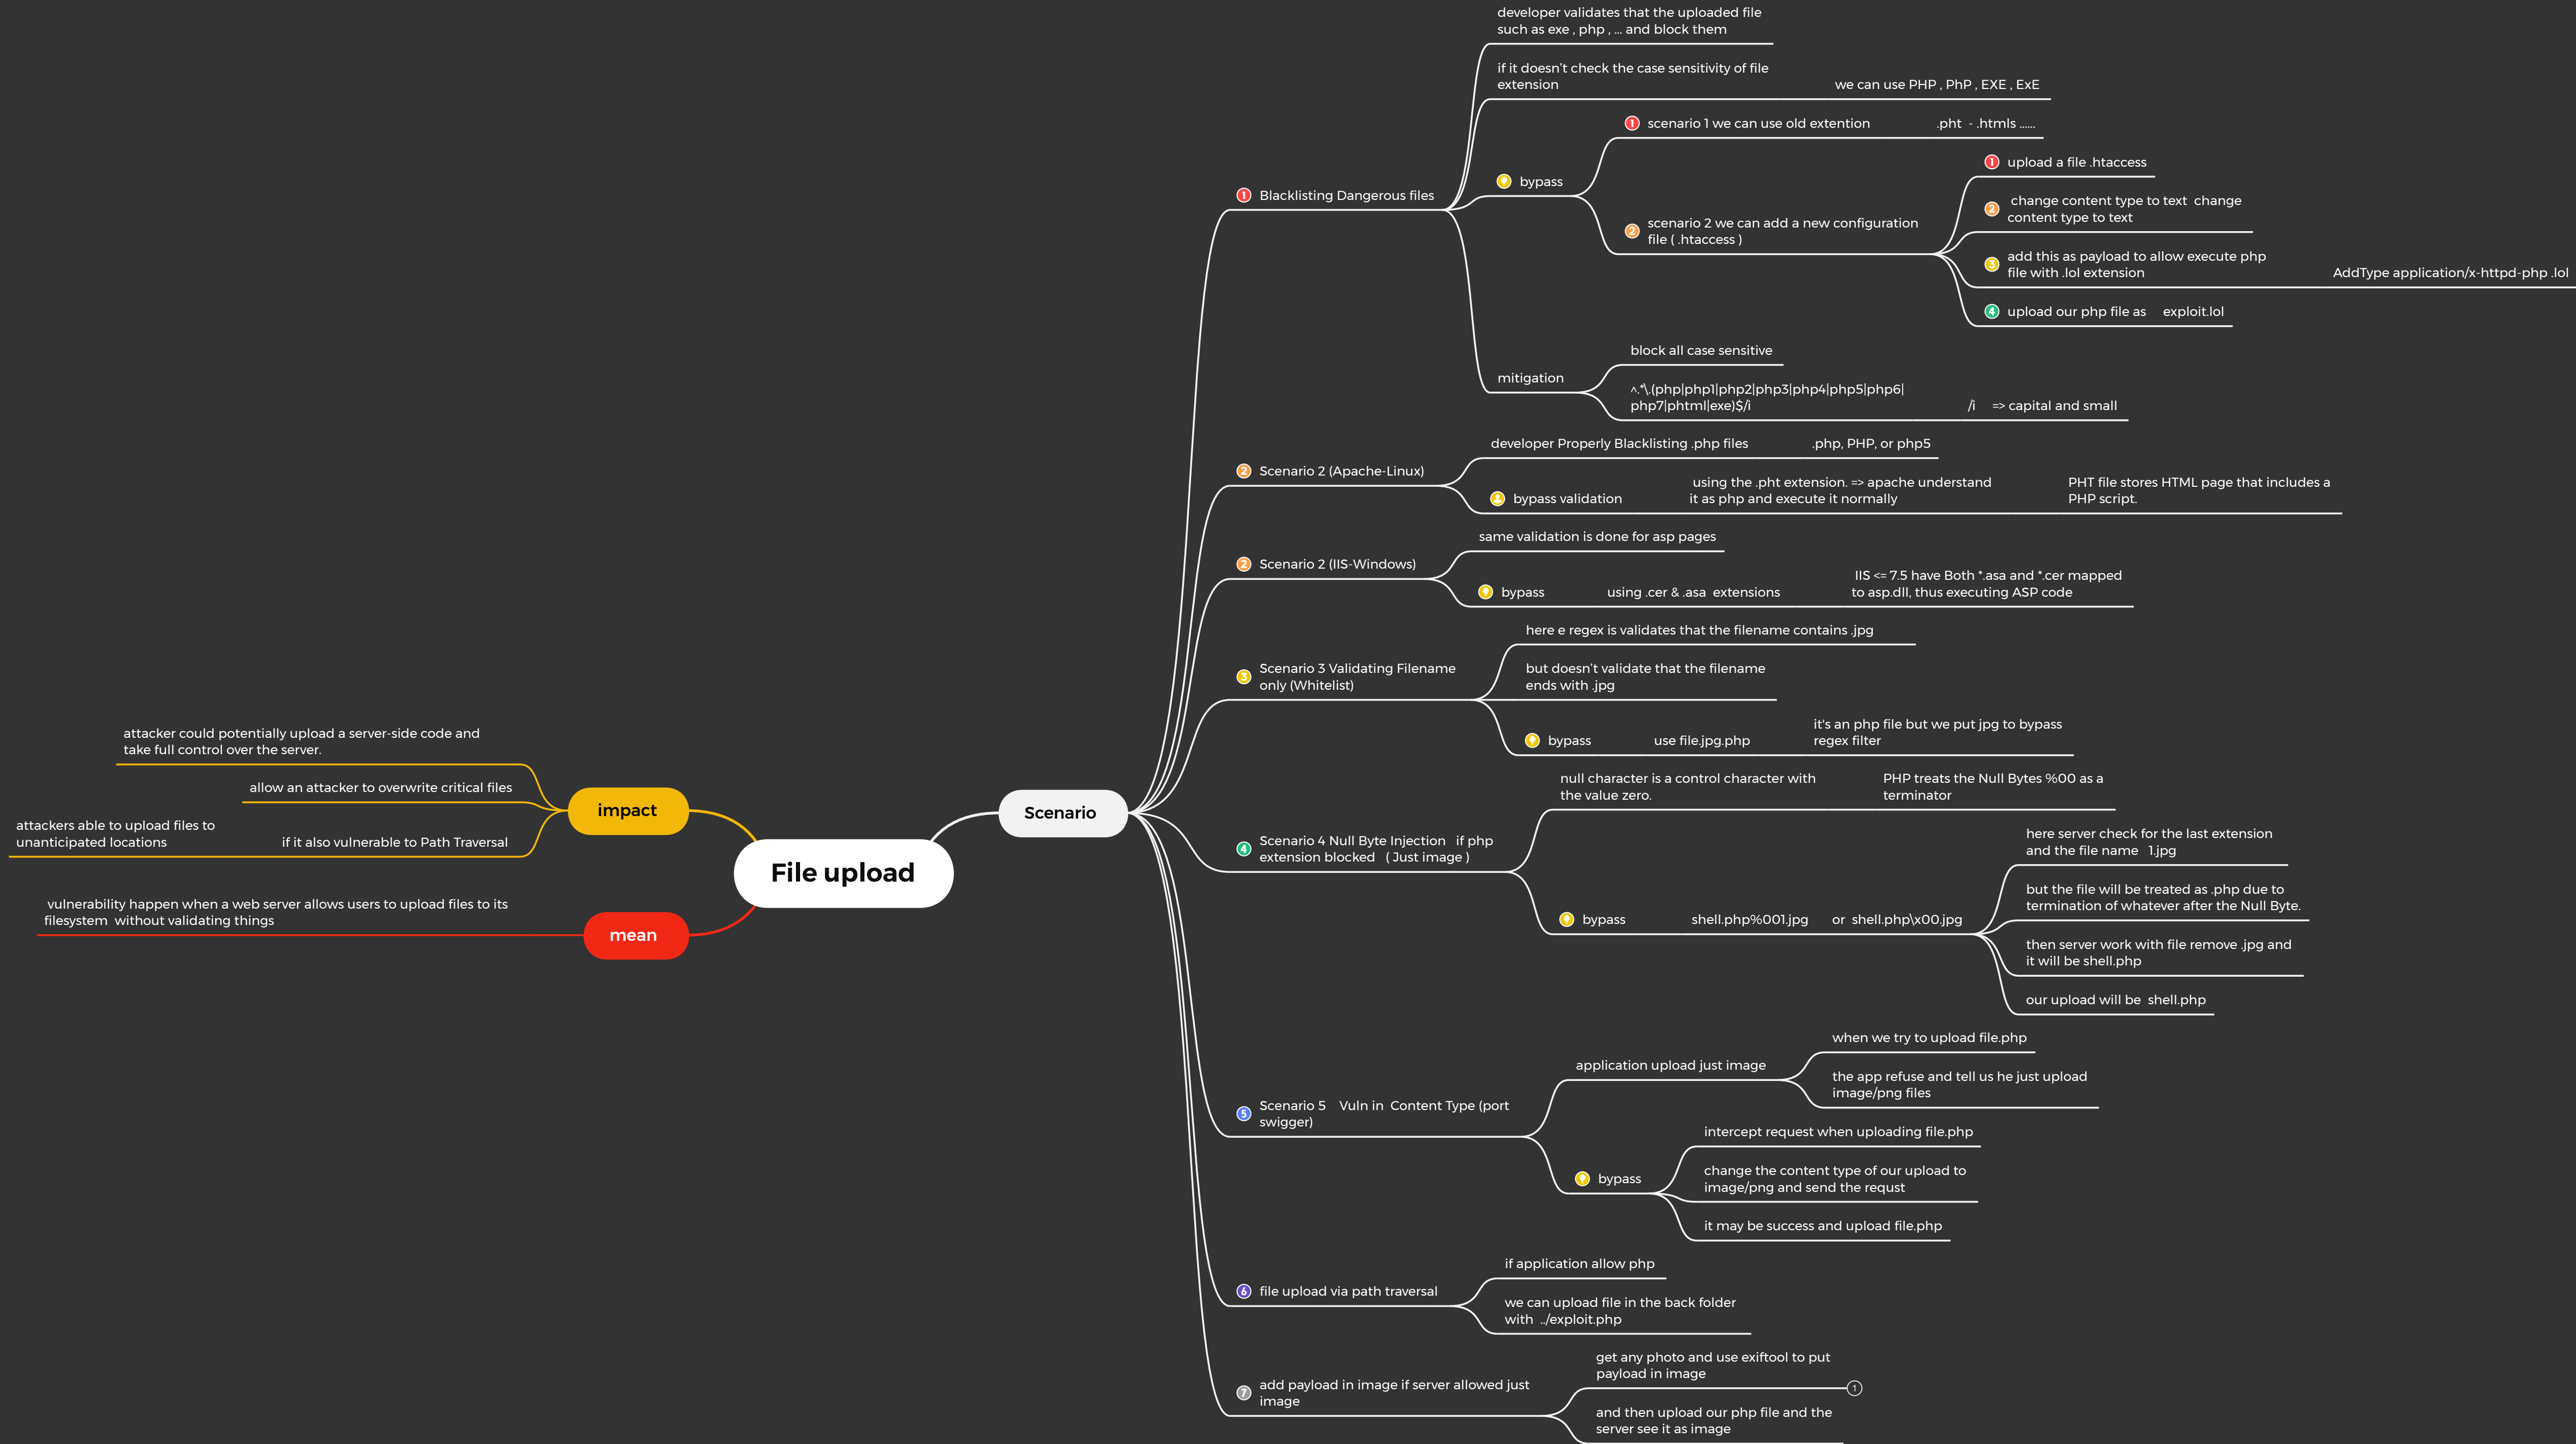 File upload
impact
attacker could potentially upload a server-side code and
take full control over the server.
allow an attacker to overwrite critical files
if it also vulnerable to Path Traversal
attackers able to upload files to
unanticipated locations
mean
vulnerability happen when a web server allows users to upload files to its
filesystem without validating things
Scenario
1 Blacklisting Dangerous files
developer validates that the uploaded file
such as exe , php , ... and block them
if it doesn't check the case sensitivity of file
extension
we can use PHP , PhP , EXE , ExE
bypass
1 scenario 1 we can use old extention
.pht - .htmls ......
2 scenario 2 we can add a new configuration
file ( .htaccess )
1 upload a file .htaccess
2 change content type to text change
content type to text
3 add this as payload to allow execute php
file with .lol extension
AddType application/x-httpd-php .lol
4 upload our php file as exploit.lol
mitigation
block all case sensitive
^.*\.(php|php1|php2|php3|php4|php5|php6|
php7|phtml|exe)$/i
/i => capital and small
2 Scenario 2 (Apache-Linux)
developer Properly Blacklisting .php files
.php, PHP, or php5
bypass validation
using the .pht extension. => apache understand
it as php and execute it normally
PHT file stores HTML page that includes a
PHP script.
2 Scenario 2 (IIS-Windows)
same validation is done for asp pages
bypass
using .cer & .asa extensions
IIS <= 7.5 have Both *.asa and *.cer mapped
to asp.dll, thus executing ASP code
3 Scenario 3 Validating Filename
only (Whitelist)
here e regex is validates that the filename contains .jpg
but doesn't validate that the filename
ends with .jpg
bypass
use file.jpg.php
it's an php file but we put jpg to bypass
regex filter
4 Scenario 4 Null Byte Injection if php
extension blocked ( Just image )
null character is a control character with
the value zero.
PHP treats the Null Bytes %00 as a
terminator
bypass
shell.php%001.jpg or shell.php\x00.jpg
here server check for the last extension
and the file name 1.jpg
but the file will be treated as .php due to
termination of whatever after the Null Byte.
then server work with file remove .jpg and
it will be shell.php
our upload will be shell.php
5 Scenario 5 Vuln in Content Type (port
swigger)
application upload just image
when we try to upload file.php
the app refuse and tell us he just upload
image/png files
bypass
intercept request when uploading file.php
change the content type of our upload to
image/png and send the requst
it may be success and upload file.php
6 file upload via path traversal
if application allow php
we can upload file in the back folder
with ../exploit.php
7 add payload in image if server allowed just
image
get any photo and use exiftool to put
payload in image
1
and then upload our php file and the
server see it as image